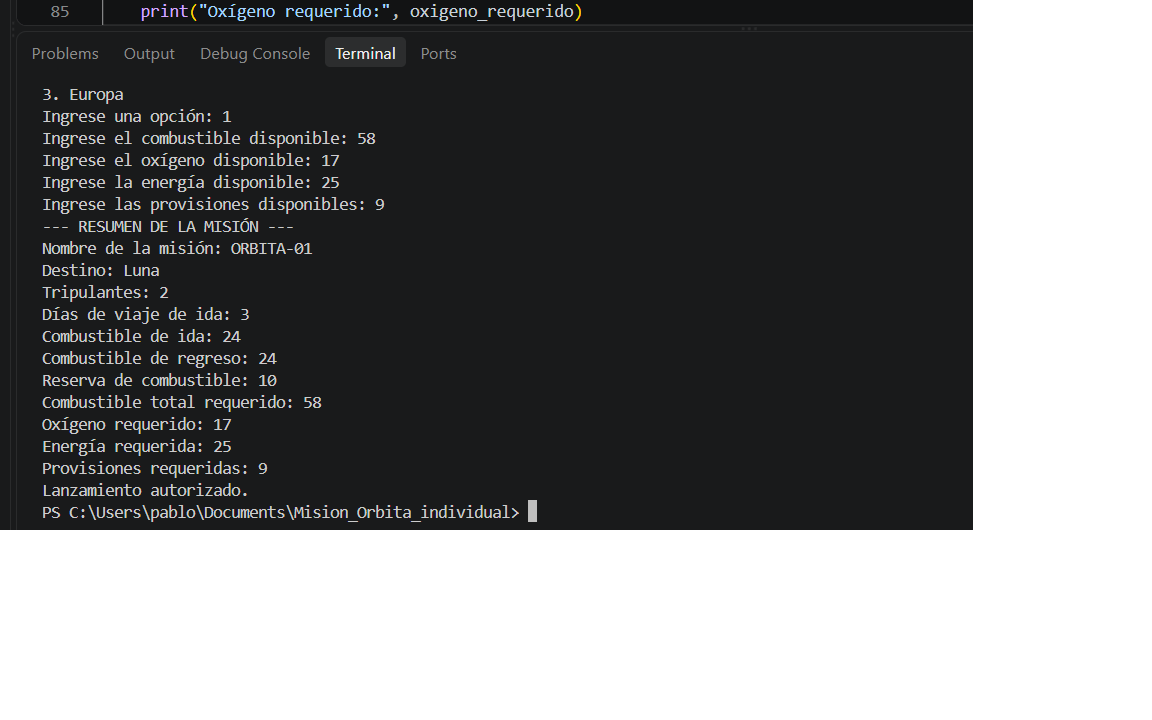 85 print("Oxígeno requerido:", oxigeno_requerido)
Problems Output Debug Console Terminal Ports
3. Europa
Ingrese una opción: 1
Ingrese el combustible disponible: 58
Ingrese el oxígeno disponible: 17
Ingrese la energía disponible: 25
Ingrese las provisiones disponibles: 9
--- RESUMEN DE LA MISIÓN ---
Nombre de la misión: ORBITA-01
Destino: Luna
Tripulantes: 2
Días de viaje de ida: 3
Combustible de ida: 24
Combustible de regreso: 24
Reserva de combustible: 10
Combustible total requerido: 58
Oxígeno requerido: 17
Energía requerida: 25
Provisiones requeridas: 9
Lanzamiento autorizado.
PS C:\Users\pablo\Documents\Mision_Orbita_individual>